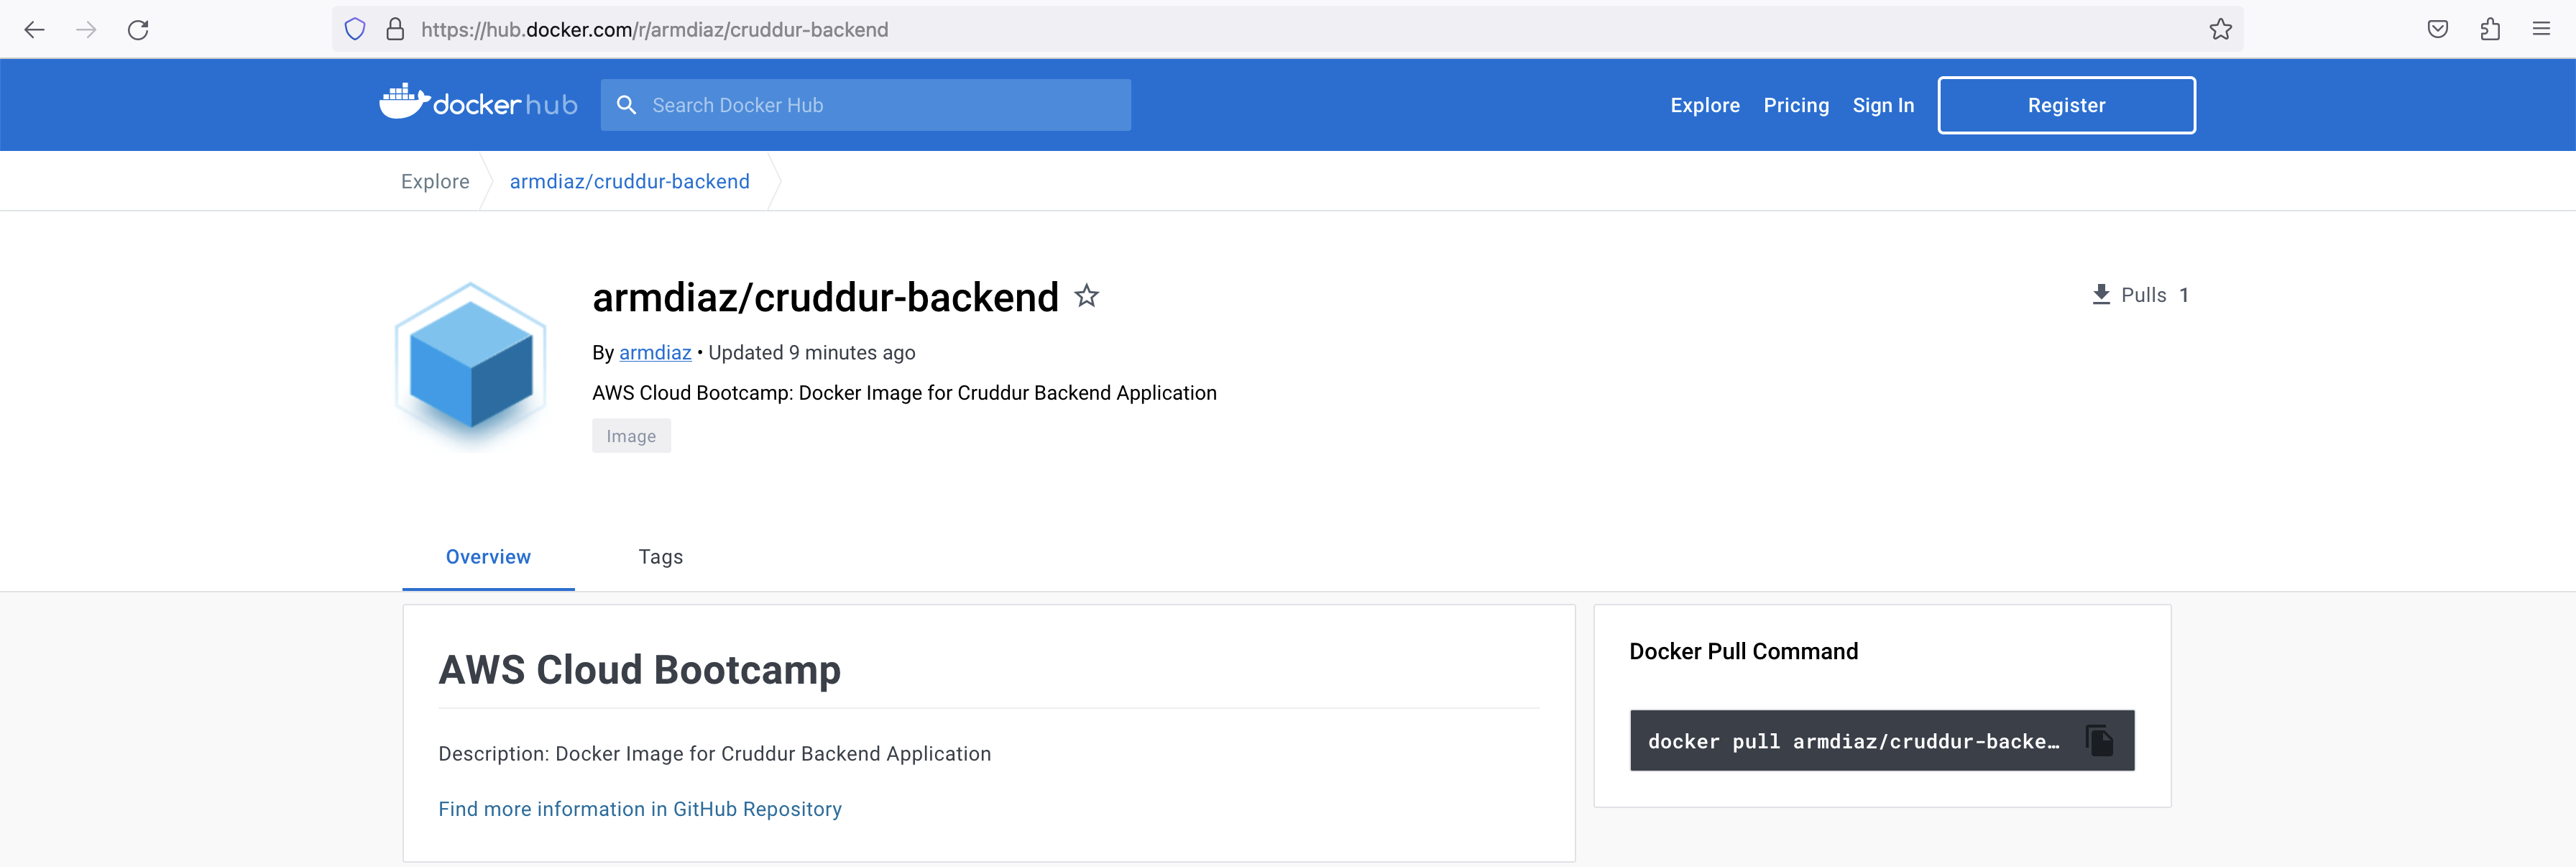 https://hub.docker.com/r/armdiaz/cruddur-backend
dockerhub
Search Docker Hub
Explore
Pricing
Sign In
Register
Explore
armdiaz/cruddur-backend
armdiaz/cruddur-backend
Pulls 1
By armdiaz • Updated 9 minutes ago
AWS Cloud Bootcamp: Docker Image for Cruddur Backend Application
Image
Overview
Tags
AWS Cloud Bootcamp
Description: Docker Image for Cruddur Backend Application
Find more information in GitHub Repository
Docker Pull Command
docker pull armdiaz/cruddur-backe…